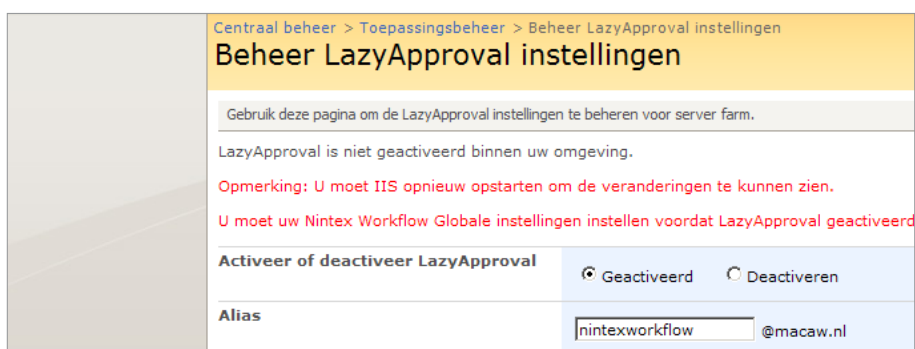 Centraal beheer > Toepassingsbeheer > Beheer LazyApproval instellingen
Beheer LazyApproval instellingen
Gebruik deze pagina om de LazyApproval instellingen te beheren voor server farm.
LazyApproval is niet geactiveerd binnen uw omgeving.
Opmerking: U moet IIS opnieuw opstarten om de veranderingen te kunnen zien.
U moet uw Nintex Workflow Globale instellingen instellen voordat LazyApproval geactiveerd
Activeer of deactiveer LazyApproval
Geactiveerd Deactiveren
Alias
nintexworkflow @macaw.nl